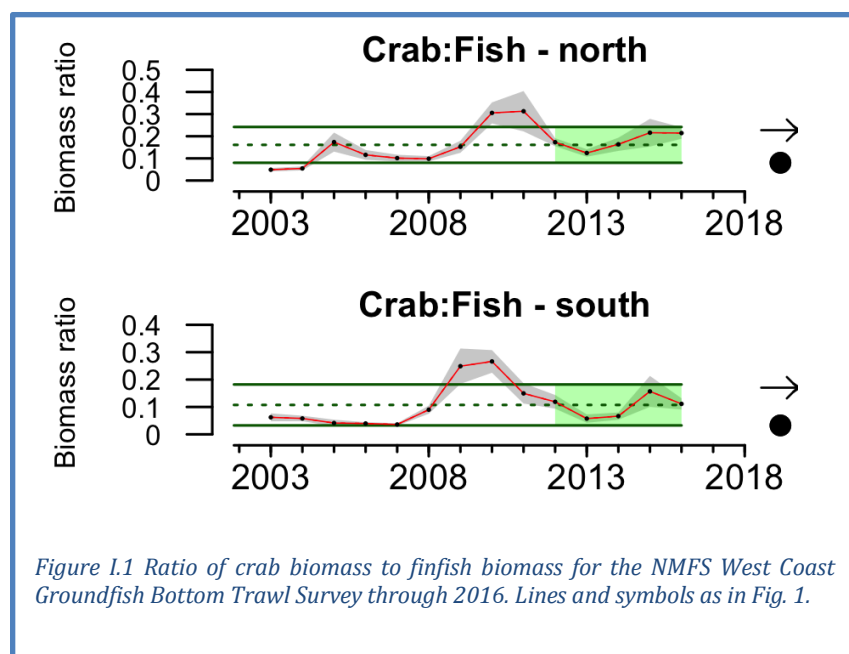 Crab:Fish - north
Biomass ratio
0.5
0.4
0.3
0.2
0.1
0
2003 2008 2013 2018
Crab:Fish - south
Biomass ratio
0.4
0.3
0.2
0.1
0
2003 2008 2013 2018
Figure I.1 Ratio of crab biomass to finfish biomass for the NMFS West Coast
Groundfish Bottom Trawl Survey through 2016. Lines and symbols as in Fig. 1.